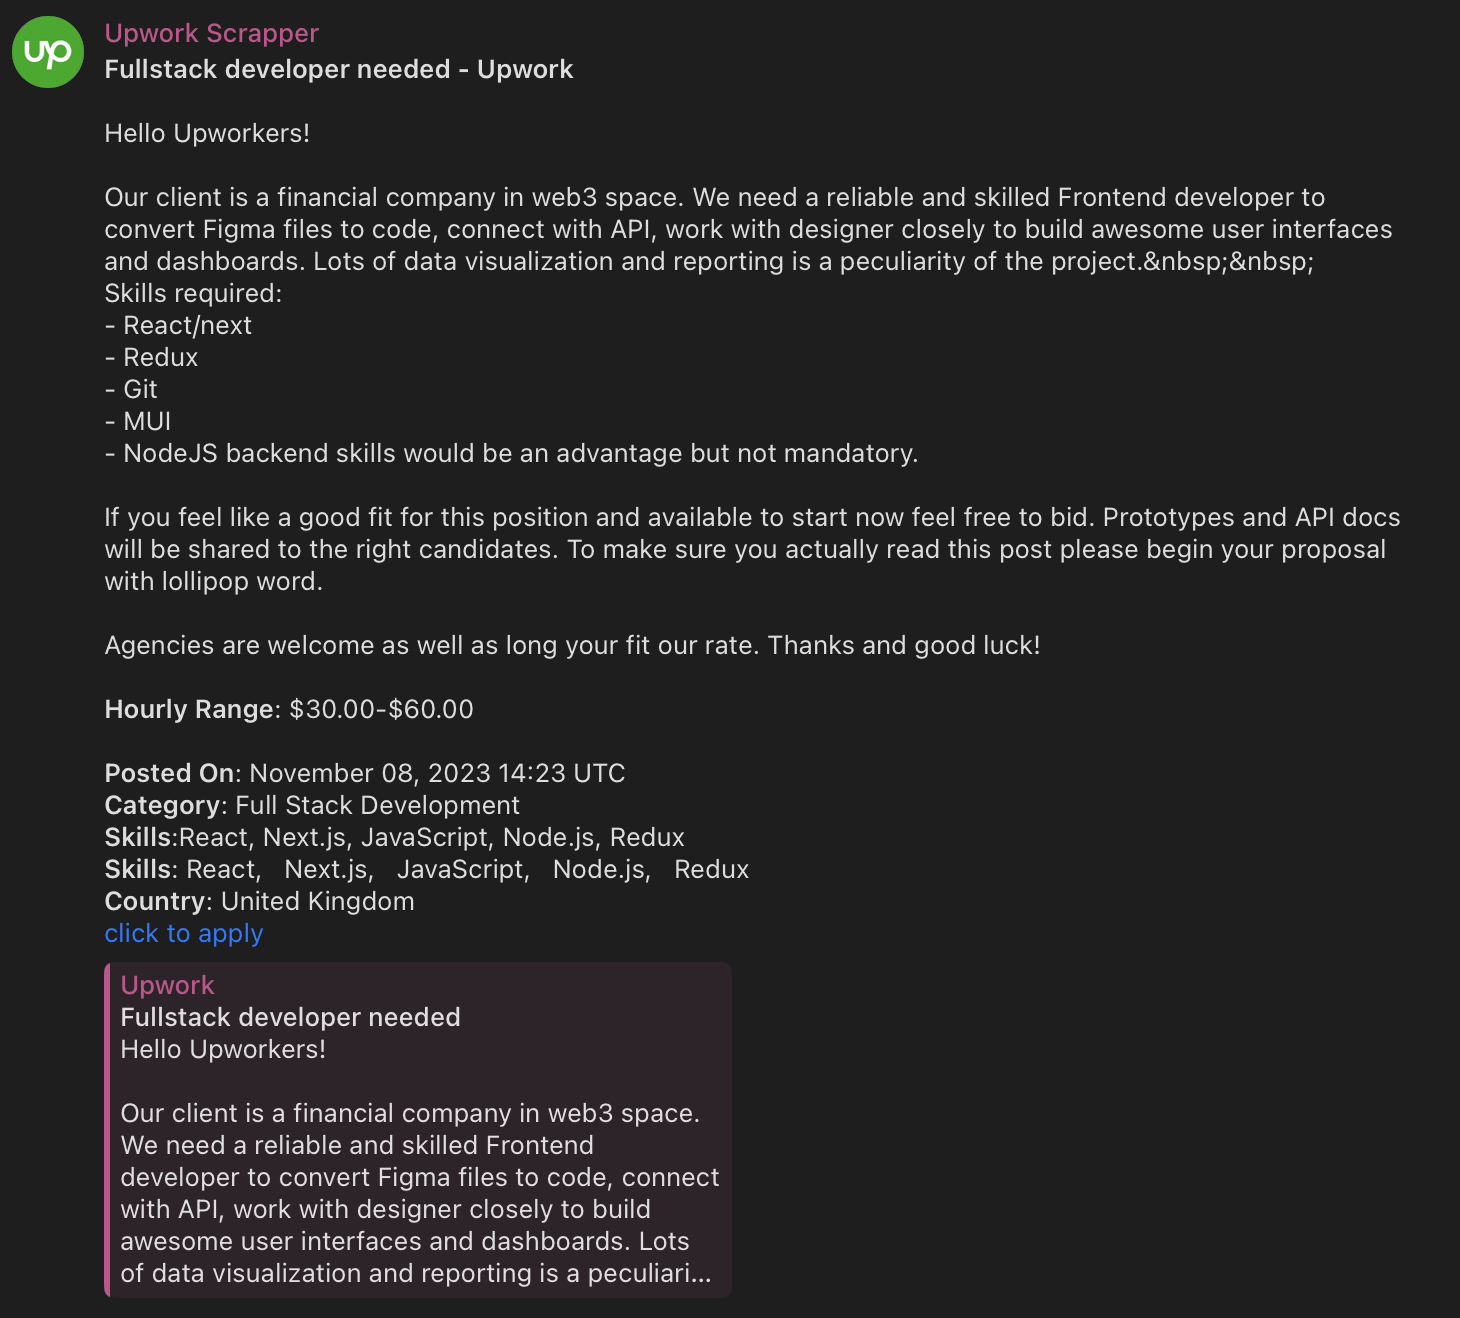 up
Upwork Scrapper
Fullstack developer needed - Upwork
Hello Upworkers!
Our client is a financial company in web3 space. We need a reliable and skilled Frontend developer to
convert Figma files to code, connect with API, work with designer closely to build awesome user interfaces
and dashboards. Lots of data visualization and reporting is a peculiarity of the project.&nbsp;&nbsp;
Skills required:
- React/next
- Redux
- Git
- MUI
- NodeJS backend skills would be an advantage but not mandatory.
If you feel like a good fit for this position and available to start now feel free to bid. Prototypes and API docs
will be shared to the right candidates. To make sure you actually read this post please begin your proposal
with lollipop word.
Agencies are welcome as well as long your fit our rate. Thanks and good luck!
Hourly Range: $30.00-$60.00
Posted On: November 08, 2023 14:23 UTC
Category: Full Stack Development
Skills:React, Next.js, JavaScript, Node.js, Redux
Skills: React,   Next.js,   JavaScript,   Node.js,   Redux
Country: United Kingdom
click to apply
Upwork
Fullstack developer needed
Hello Upworkers!
Our client is a financial company in web3 space.
We need a reliable and skilled Frontend
developer to convert Figma files to code, connect
with API, work with designer closely to build
awesome user interfaces and dashboards. Lots
of data visualization and reporting is a peculiari...